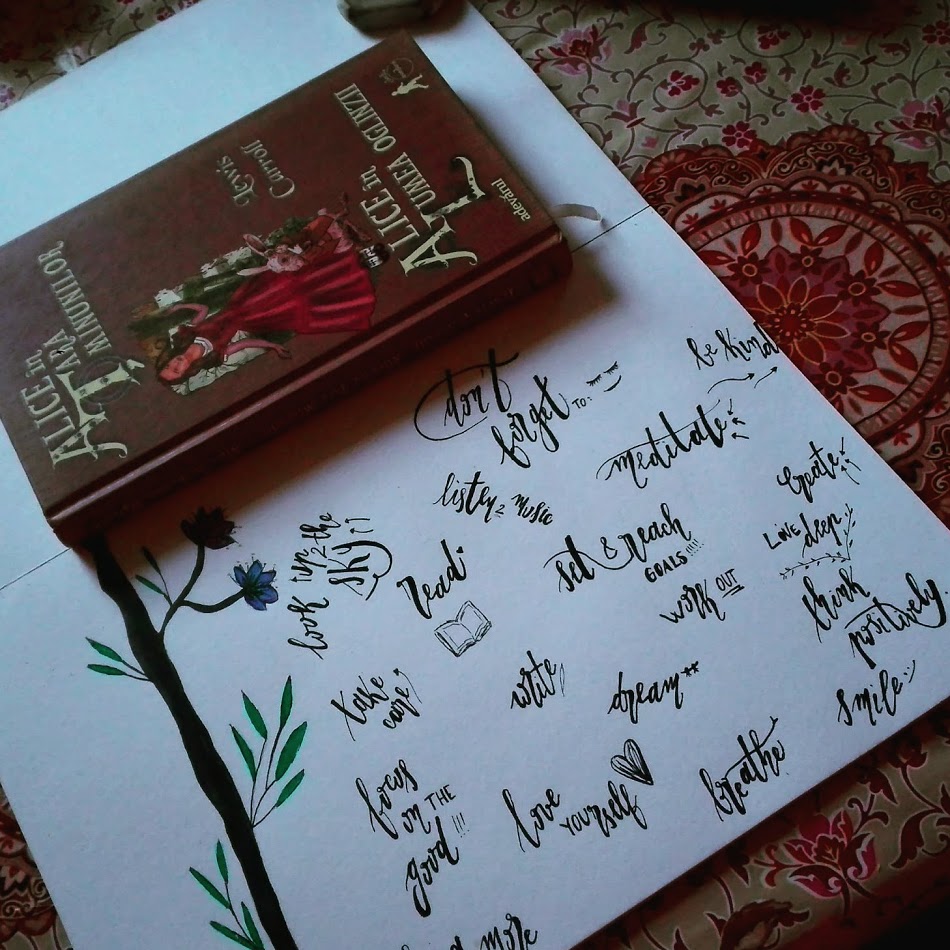 ALICE în
ȚARA
MINUNILOR,
Lewis
Carroll
ALICE în
LUMEA OGLINZII
adevărul
don't
forget TO:
be kind
meditate
listen 2 music
create
look up 2 the
sky
read
set & reach
GOALS!!!!
deep
work OUT
think
positively
take
care
write
dream**
smile
focus
on THE
good!!!
love
YOURself
breathe
more